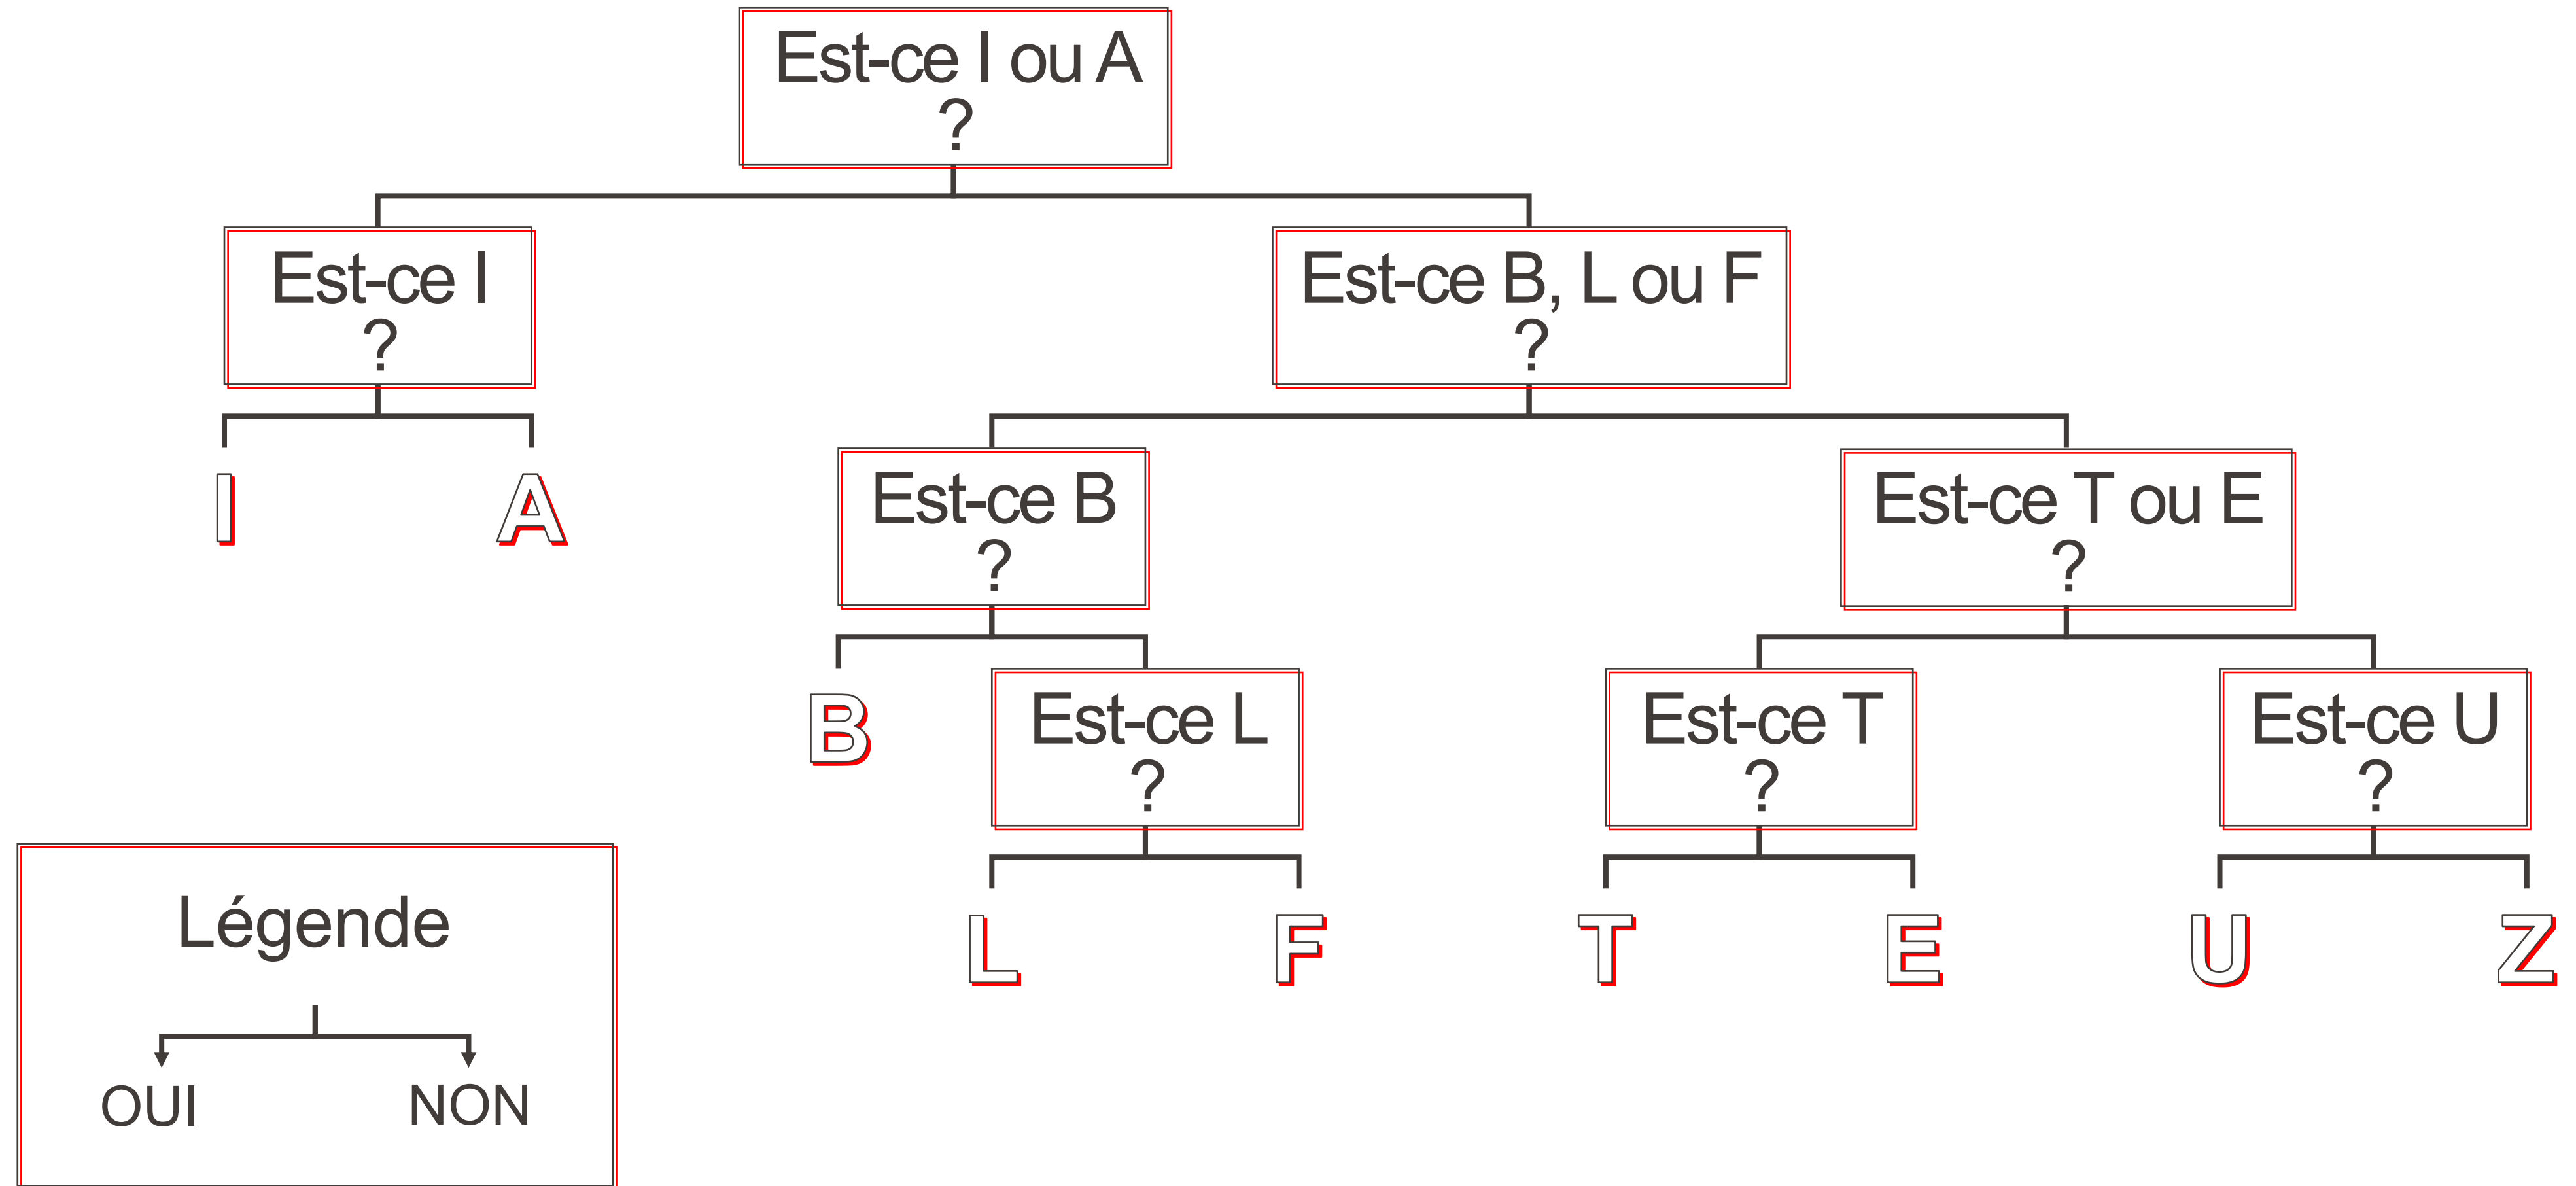 Est-ce I ou A
?
Est-ce I
?
Est-ce B, L ou F
?
I
A
Est-ce B
?
Est-ce T ou E
?
B
Est-ce L
?
Est-ce T
?
Est-ce U
?
L
F
T
E
U
Z
Légende
OUI
NON